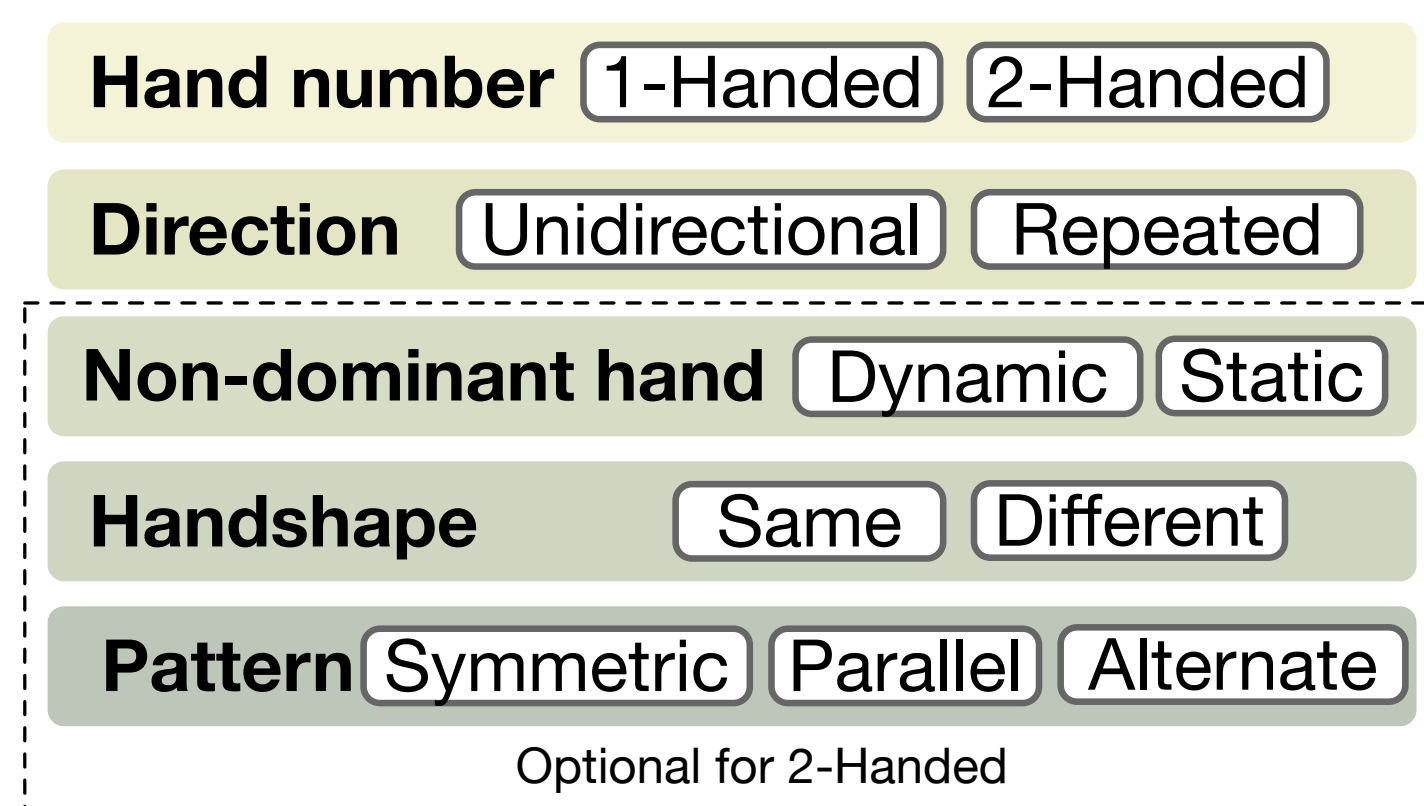 Hand number 1-Handed 2-Handed
Direction Unidirectional Repeated
Non-dominant hand Dynamic Static
Handshape Same Different
Pattern Symmetric Parallel Alternate
Optional for 2-Handed